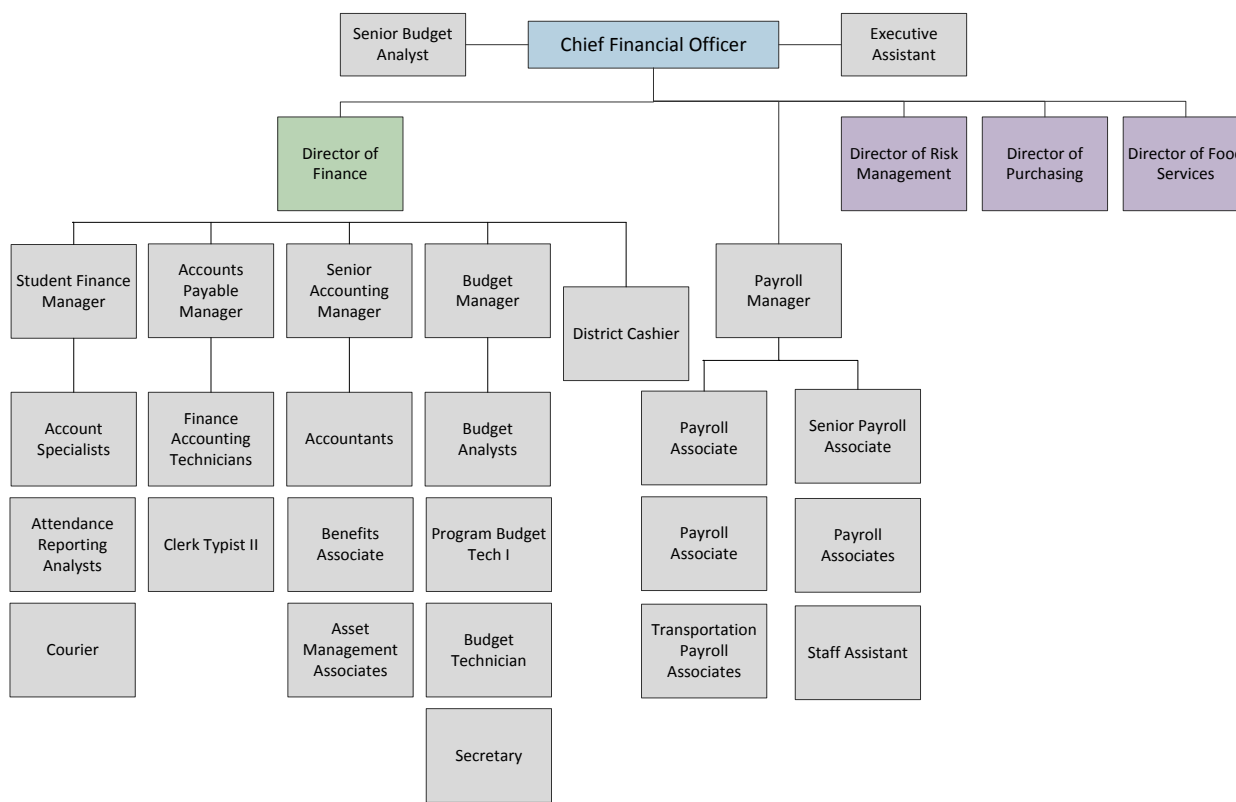 Senior Budget
Analyst
Chief Financial Officer
Executive
Assistant
Director of
Finance
Director of Risk
Management
Director of
Purchasing
Director of Food
Services
Student Finance
Manager
Accounts
Payable
Manager
Senior
Accounting
Manager
Budget
Manager
District Cashier
Payroll
Manager
Account
Specialists
Finance
Accounting
Technicians
Accountants
Budget
Analysts
Payroll
Associate
Senior Payroll
Associate
Attendance
Reporting
Analysts
Clerk Typist II
Benefits
Associate
Program Budget
Tech I
Payroll
Associate
Payroll
Associates
Courier
Asset
Management
Associates
Budget
Technician
Transportation
Payroll
Associates
Staff Assistant
Secretary